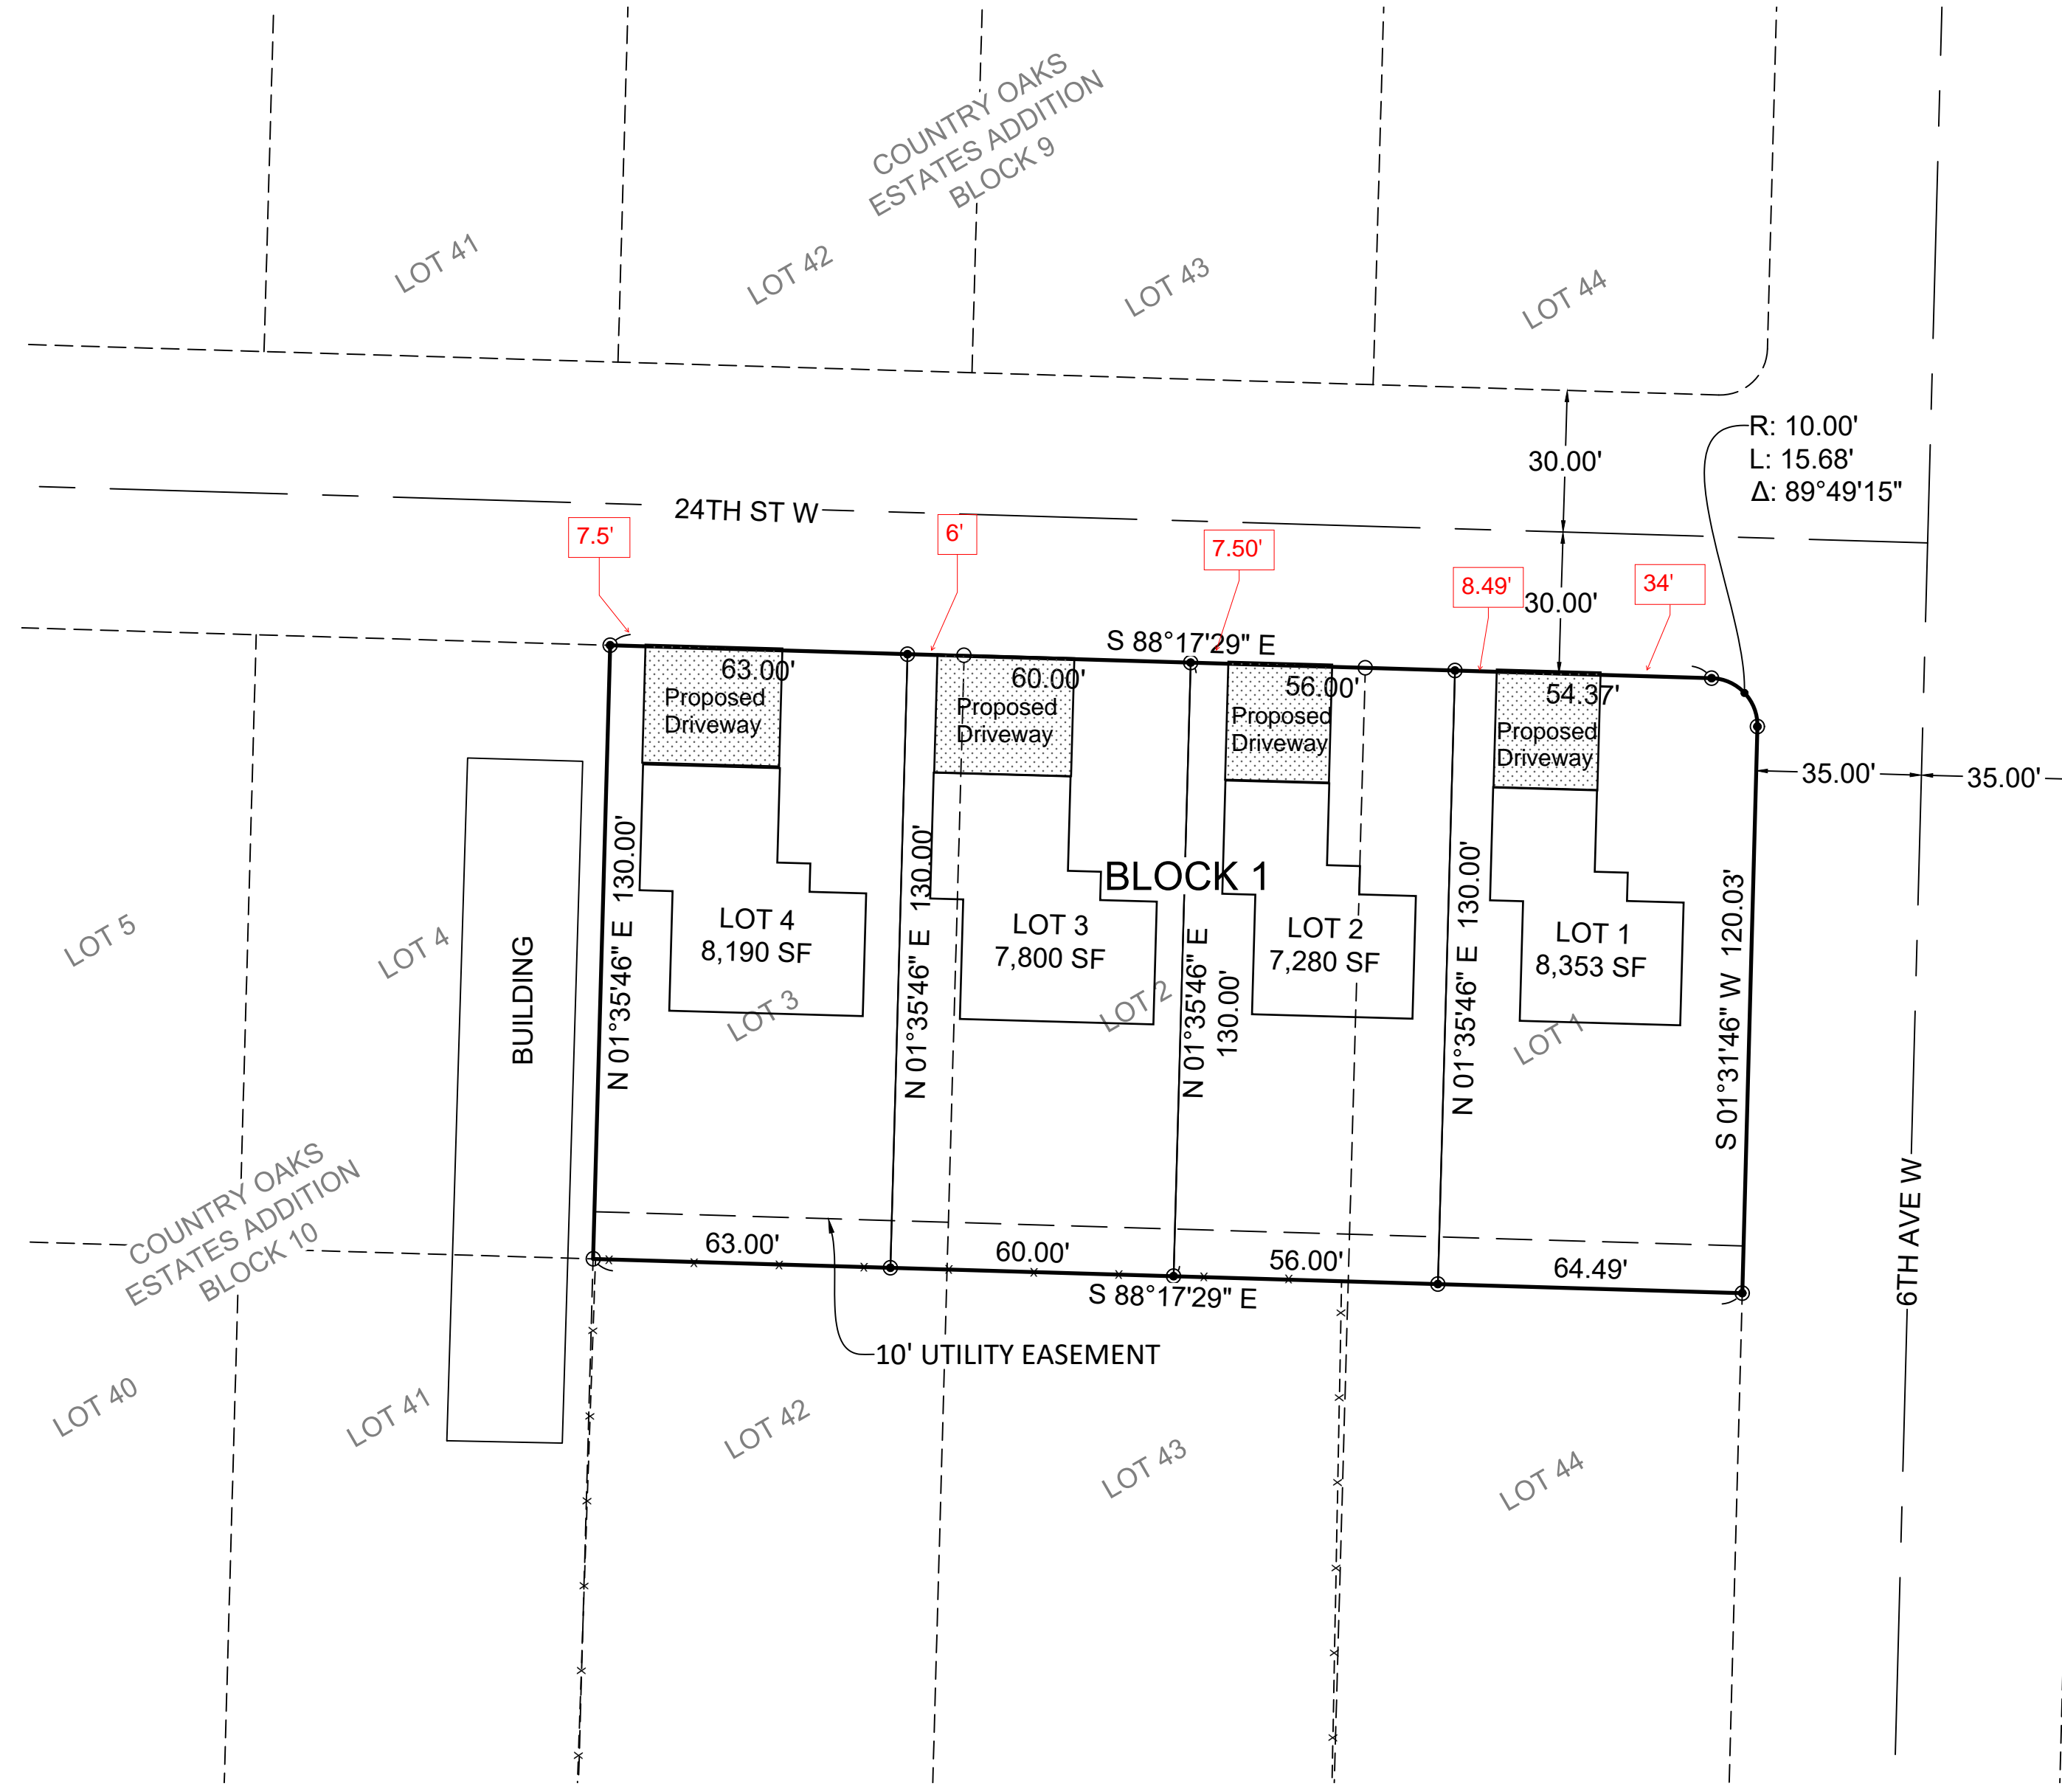 COUNTRY OAKS
ESTATES ADDITION
BLOCK 9
LOT 41
LOT 42
LOT 43
LOT 44
R: 10.00'
L: 15.68'
Δ: 89°49'15"
30.00'
24TH ST W
7.5'
6'
7.50'
8.49'
30.00'
34'
S 88°17'29" E
63.00'
Proposed
Driveway
60.00'
Proposed
Driveway
56.00'
Proposed
Driveway
54.37'
Proposed
Driveway
35.00'
35.00'
BLOCK 1
N 01°35'46" E 130.00'
N 01°35'46" E 130.00'
N 01°35'46" E
130.00'
N 01°35'46" E 130.00'
S 01°31'46" W 120.03'
LOT 4
8,190 SF
LOT 3
7,800 SF
LOT 2
7,280 SF
LOT 1
8,353 SF
LOT 5
LOT 4
BUILDING
LOT 3
LOT 2
LOT 1
6TH AVE W
COUNTRY OAKS
ESTATES ADDITION
BLOCK 10
63.00'
60.00'
56.00'
64.49'
S 88°17'29" E
10' UTILITY EASEMENT
LOT 40
LOT 41
LOT 42
LOT 43
LOT 44